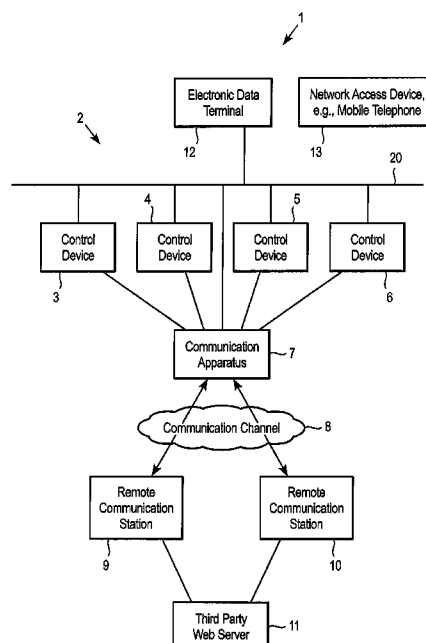 1
Electronic Data
Terminal
Network Access Device,
e.g., Mobile Telephone
2
12
13
20
4
5
Control
Device
Control
Device
Control
Device
Control
Device
3
6
Communication
Apparatus
7
Communication Channel
8
Remote
Communication
Station
Remote
Communication
Station
9
10
Third Party
Web Server
11